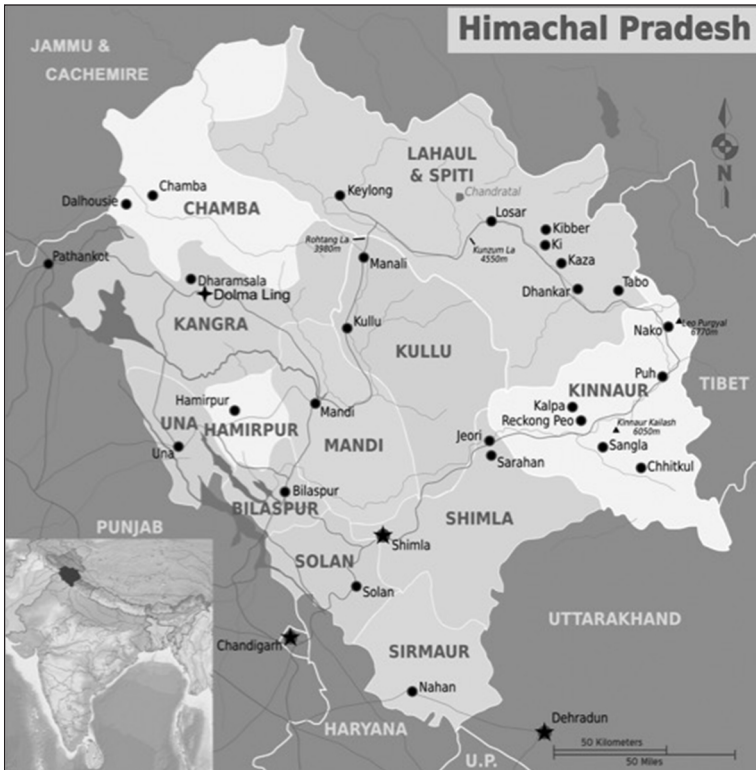 Himachal Pradesh
JAMMU &
CACHEMIRE
N
LAHAUL
& SPITI
Chandratal
Keylong
Chamba
Dalhousie
CHAMBA
Losar
Kibber
Ki
Kaza
Rohtang La
3980m
Kunzum La
4550m
Manali
Pathankot
Dharamsala
Dolma Ling
Dhankar
Tabo
KANGRA
Kullu
KULLU
Nako
Leo Purgyal
6770m
Puh
TIBET
KINNAUR
Hamirpur
Mandi
Kalpa
Reckong Peo
Kinnaur Kailash
6050m
UNA
HAMIRPUR
MANDI
Jeori
Sangla
Una
Sarahan
Chhitkul
Bilaspur
BILASPUR
PUNJAB
SHIMLA
Shimla
SOLAN
Solan
UTTARAKHAND
Chandigarh
SIRMAUR
Nahan
HARYANA
Dehradun
U.P.
50 Kilometers
50 Miles